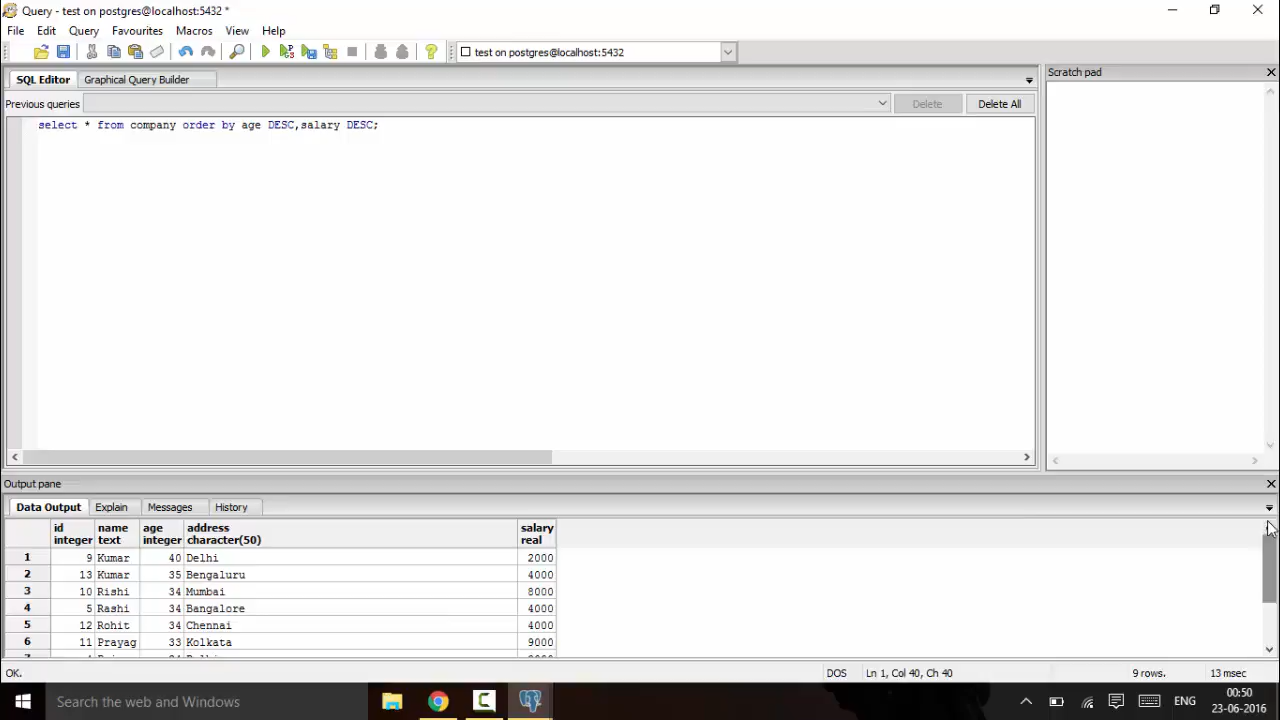 Query - test on postgres@localhost:5432 *
File Edit Query Favourites Macros View Help
test on postgres@localhost:5432
SQL Editor Graphical Query Builder
Scratch pad
Previous queries Delete Delete All
select * from company order by age DESC,salary DESC;
Output pane
Data Output Explain Messages History
id name age address salary
integer text integer character(50) real
1 9 Kumar 40 Delhi 2000
2 13 Kumar 35 Bengaluru 4000
3 10 Rishi 34 Mumbai 8000
4 5 Rashi 34 Bangalore 4000
5 12 Rohit 34 Chennai 4000
6 11 Prayag 33 Kolkata 9000
OK. DOS Ln 1, Col 40, Ch 40 9 rows. 13 msec
Search the web and Windows ENG 00:50
23-06-2016